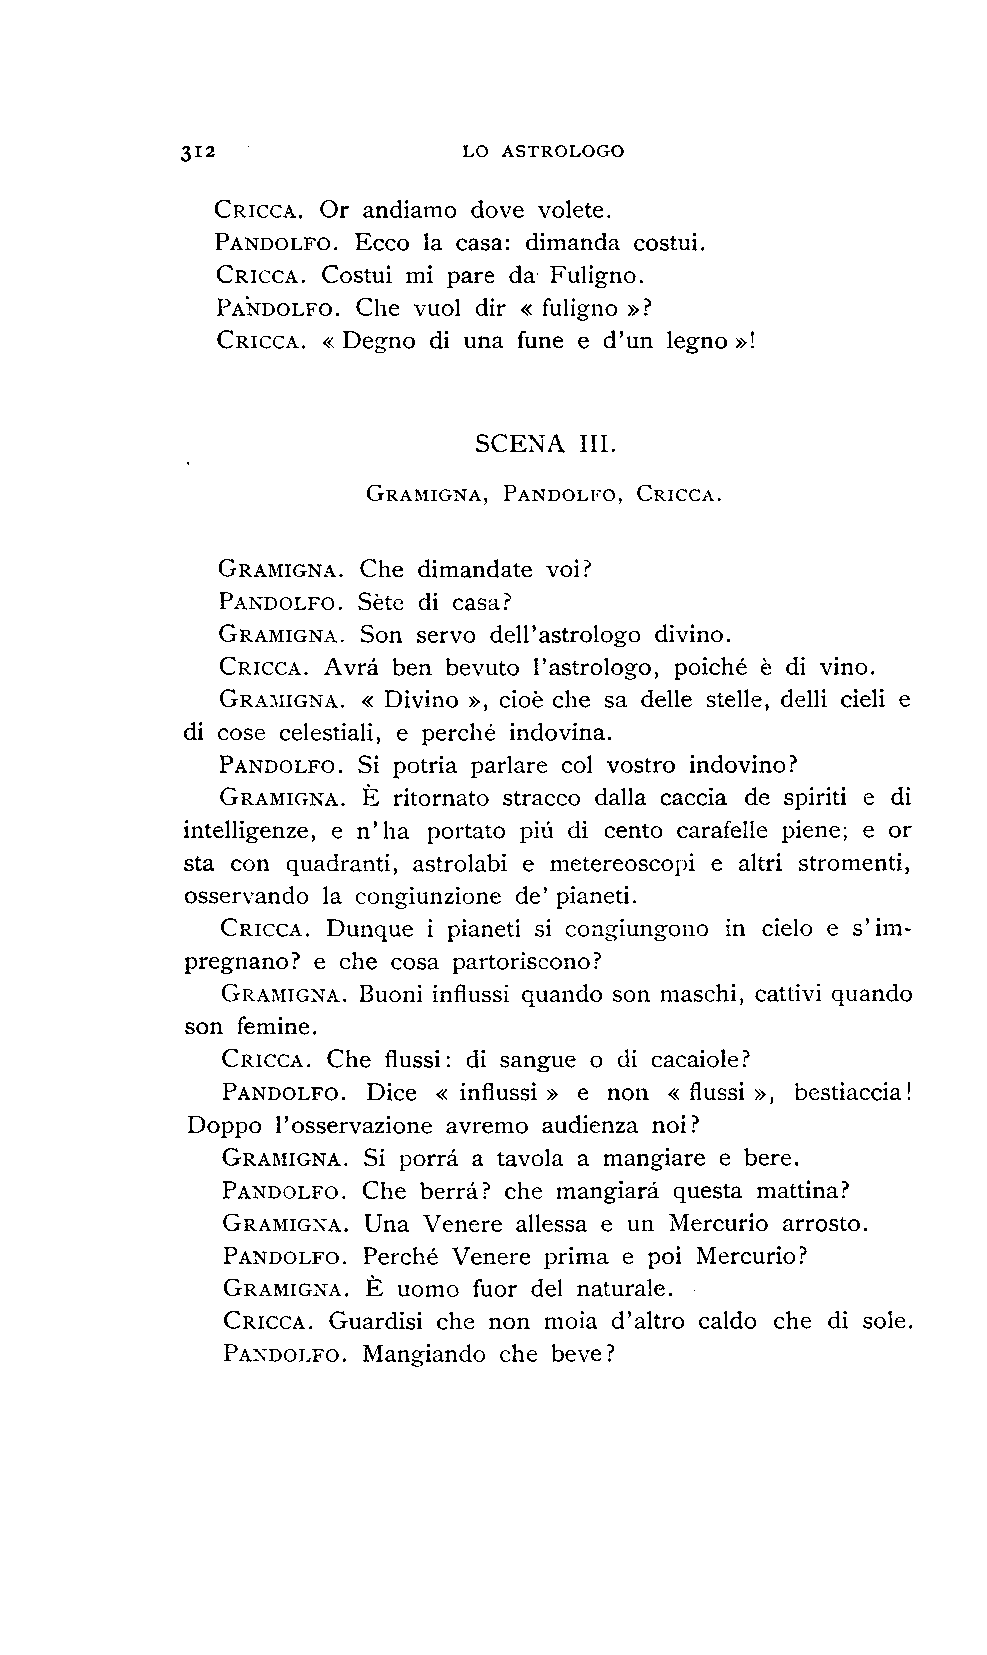 312 LO ASTROLOGO
CRICCA. Or andiamo dove volete.
PANDOLFO. Ecco la casa: dimanda costui.
CRICCA. Costui mi pare da Fuligno.
PANDOLFO. Che vuol dir « fuligno »?
CRICCA. « Degno di una fune e d'un legno »!
SCENA III.
GRAMIGNA, PANDOLFO, CRICCA.
GRAMIGNA. Che dimandate voi?
PANDOLFO. Sète di casa?
GRAMIGNA. Son servo dell'astrologo divino.
CRICCA. Avrá ben bevuto l'astrologo, poiché è di vino.
GRAMIGNA. « Divino », cioè che sa delle stelle, delli cieli e
di cose celestiali, e perché indovina.
PANDOLFO. Si potria parlare col vostro indovino?
GRAMIGNA. È ritornato stracco dalla caccia de spiriti e di
intelligenze, e n'ha portato piú di cento carafelle piene; e or
sta con quadranti, astrolabi e metereoscopi e altri stromenti,
osservando la congiunzione de' pianeti.
CRICCA. Dunque i pianeti si congiungono in cielo e s'im-
pregnano? e che cosa partoriscono?
GRAMIGNA. Buoni influssi quando son maschi, cattivi quando
son femine.
CRICCA. Che flussi: di sangue o di cacaiole?
PANDOLFO. Dice « influssi » e non « flussi », bestiaccia!
Doppo l'osservazione avremo audienza noi?
GRAMIGNA. Si porrá a tavola a mangiare e bere.
PANDOLFO. Che berrá? che mangiará questa mattina?
GRAMIGNA. Una Venere allessa e un Mercurio arrosto.
PANDOLFO. Perché Venere prima e poi Mercurio?
GRAMIGNA. È uomo fuor del naturale.
CRICCA. Guardisi che non moia d'altro caldo che di sole.
PANDOLFO. Mangiando che beve?